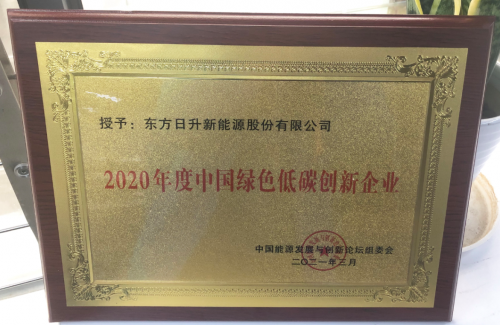 授予：东方日升新能源股份有限公司
2020年度中国绿色低碳创新企业
中国能源发展与创新论坛组委会
二〇二一年三月